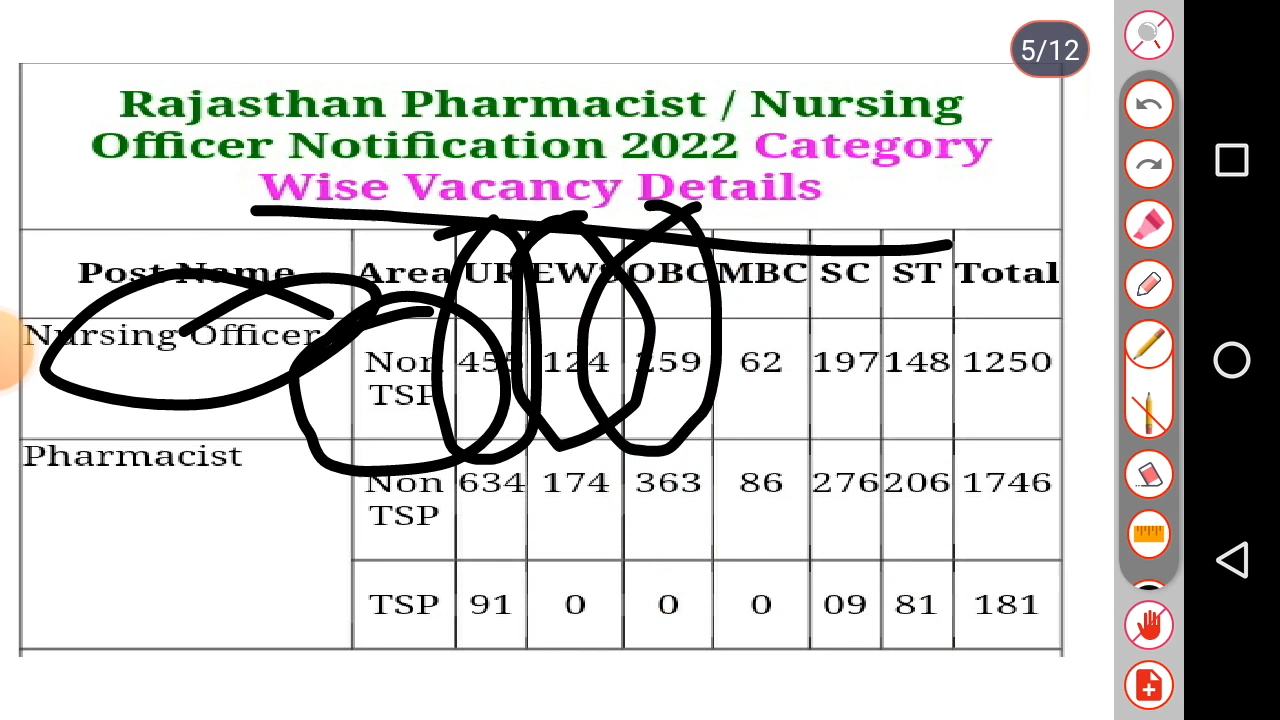 5/12
Rajasthan Pharmacist / Nursing
Officer Notification 2022 Category
Wise Vacancy Details
Post Name Area UR EWS OBC MBC SC ST Total
Nursing Officer Non TSP 455 124 259 62 197 148 1250
Pharmacist Non TSP 634 174 363 86 276 206 1746
TSP 91 0 0 0 09 81 181